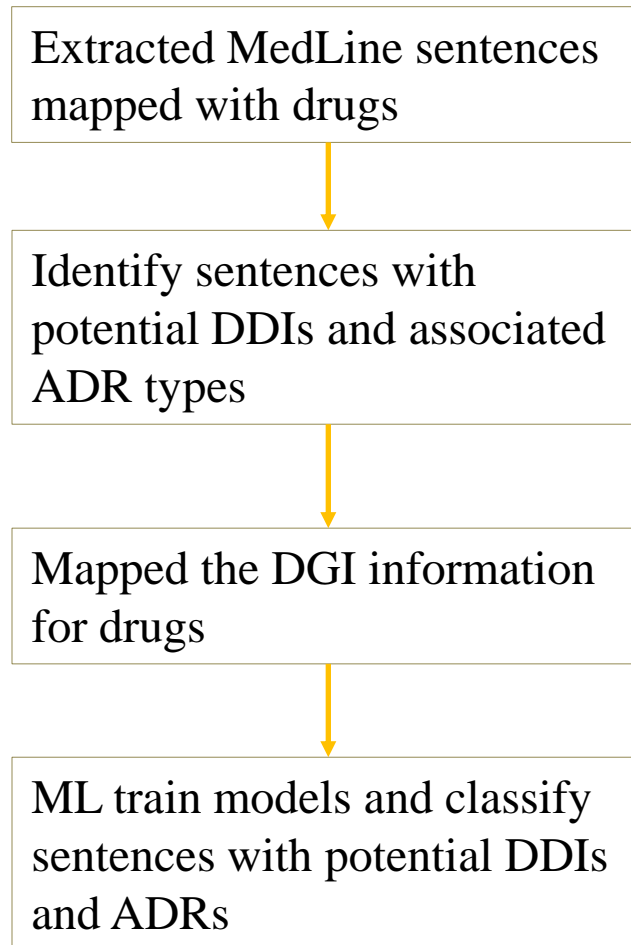 Extracted MedLine sentences
mapped with drugs
Identify sentences with
potential DDIs and associated
ADR types
Mapped the DGI information
for drugs
ML train models and classify
sentences with potential DDIs
and ADRs